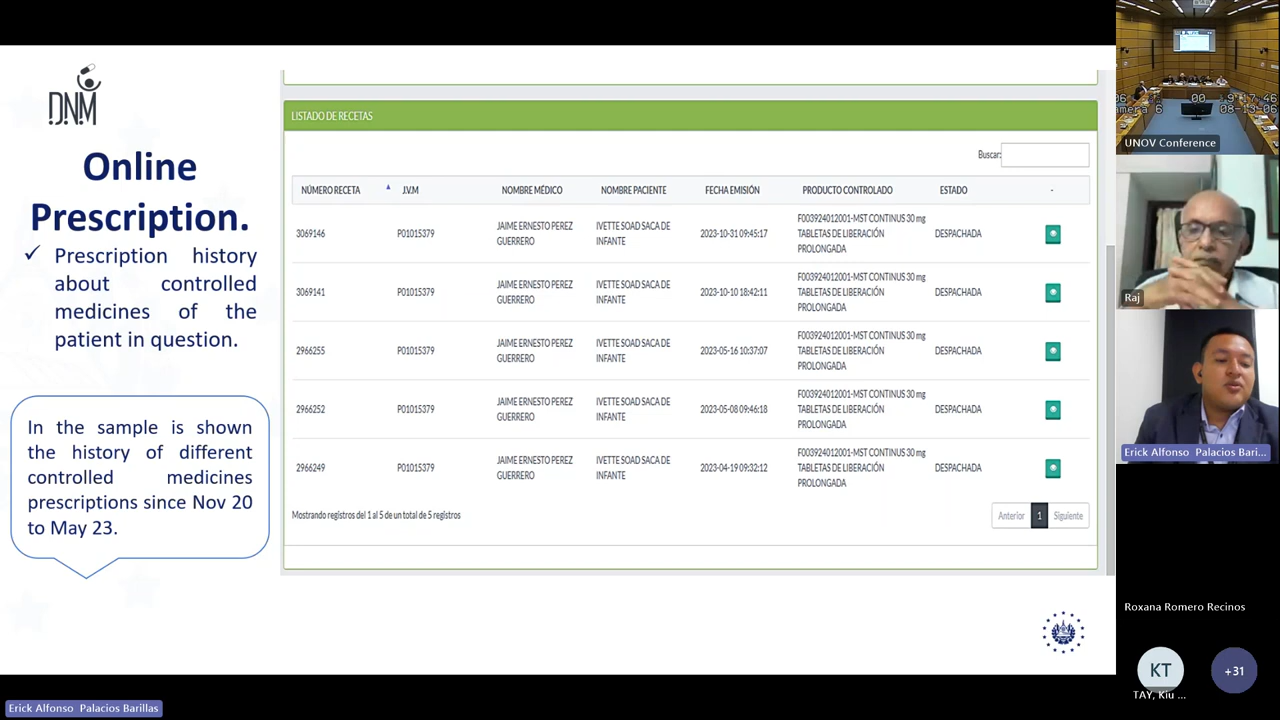 D.N.M
Online
Prescription.
✓ Prescription history
about controlled
medicines of the
patient in question.
In the sample is shown
the history of different
controlled medicines
prescriptions since Nov 20
to May 23.
LISTADO DE RECETAS
Buscar:
NÚMERO RECETA J.V.M NOMBRE MÉDICO NOMBRE PACIENTE FECHA EMISIÓN PRODUCTO CONTROLADO ESTADO -
3069146 P01015379 JAIME ERNESTO PEREZ GUERRERO IVETTE SOAD SACA DE INFANTE 2023-10-31 09:45:17 F003924012001-MST CONTINUS 30 mg TABLETAS DE LIBERACIÓN PROLONGADA DESPACHADA
3069141 P01015379 JAIME ERNESTO PEREZ GUERRERO IVETTE SOAD SACA DE INFANTE 2023-10-10 18:42:11 F003924012001-MST CONTINUS 30 mg TABLETAS DE LIBERACIÓN PROLONGADA DESPACHADA
2966255 P01015379 JAIME ERNESTO PEREZ GUERRERO IVETTE SOAD SACA DE INFANTE 2023-05-16 10:37:07 F003924012001-MST CONTINUS 30 mg TABLETAS DE LIBERACIÓN PROLONGADA DESPACHADA
2966252 P01015379 JAIME ERNESTO PEREZ GUERRERO IVETTE SOAD SACA DE INFANTE 2023-05-08 09:46:18 F003924012001-MST CONTINUS 30 mg TABLETAS DE LIBERACIÓN PROLONGADA DESPACHADA
2966249 P01015379 JAIME ERNESTO PEREZ GUERRERO IVETTE SOAD SACA DE INFANTE 2023-04-19 09:32:12 F003924012001-MST CONTINUS 30 mg TABLETAS DE LIBERACIÓN PROLONGADA DESPACHADA
Mostrando registros del 1 al 5 de un total de 5 registros
Anterior 1 Siguiente
Erick Alfonso Palacios Barillas
06 00 9-17-46
amera 6 08-13-06
UNOV Conference
Raj
Erick Alfonso Palacios Bari...
Roxana Romero Recinos
KT
TAY, Kiu ...
+31